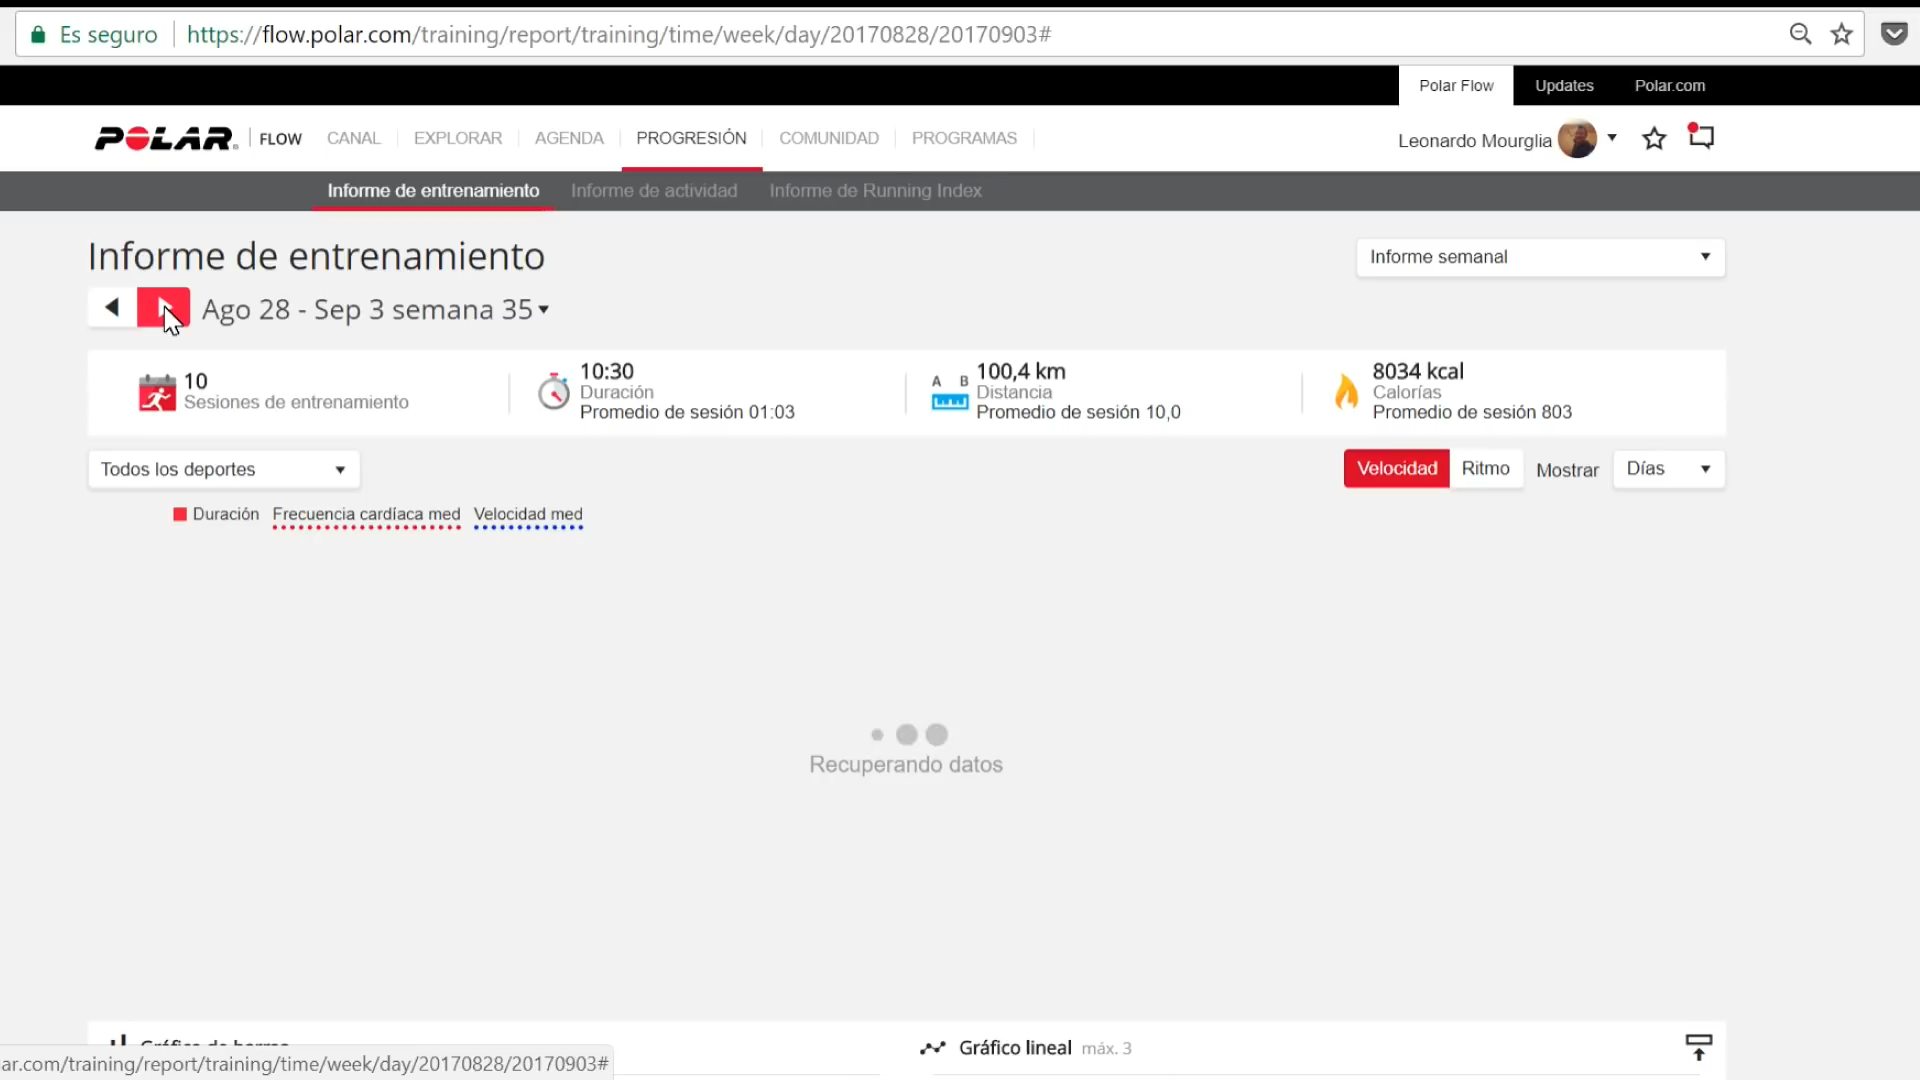 Es seguro https://flow.polar.com/training/report/training/time/week/day/20170828/20170903#
Polar Flow Updates Polar.com
POLAR FLOW CANAL EXPLORAR AGENDA PROGRESIÓN COMUNIDAD PROGRAMAS Leonardo Mourglia
Informe de entrenamiento Informe de actividad Informe de Running Index
Informe de entrenamiento
Informe semanal
Ago 28 - Sep 3 semana 35
10
Sesiones de entrenamiento
10:30
Duración
Promedio de sesión 01:03
A B
100,4 km
Distancia
Promedio de sesión 10,0
8034 kcal
Calorías
Promedio de sesión 803
Todos los deportes
Velocidad Ritmo Mostrar Días
Duración Frecuencia cardíaca med Velocidad med
Recuperando datos
Gráfico lineal máx. 3
ar.com/training/report/training/time/week/day/20170828/20170903#